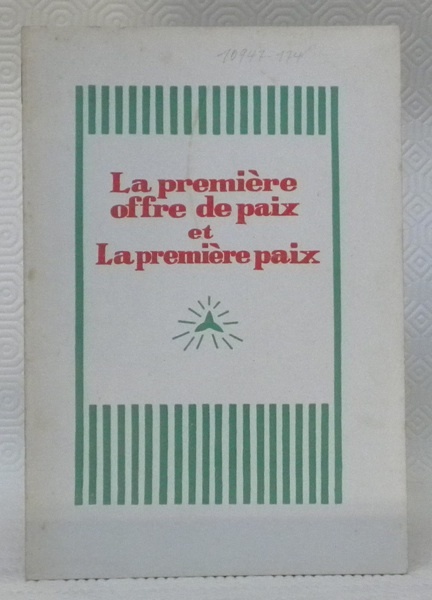 10947-174
La première
offre de paix
et
La première paix